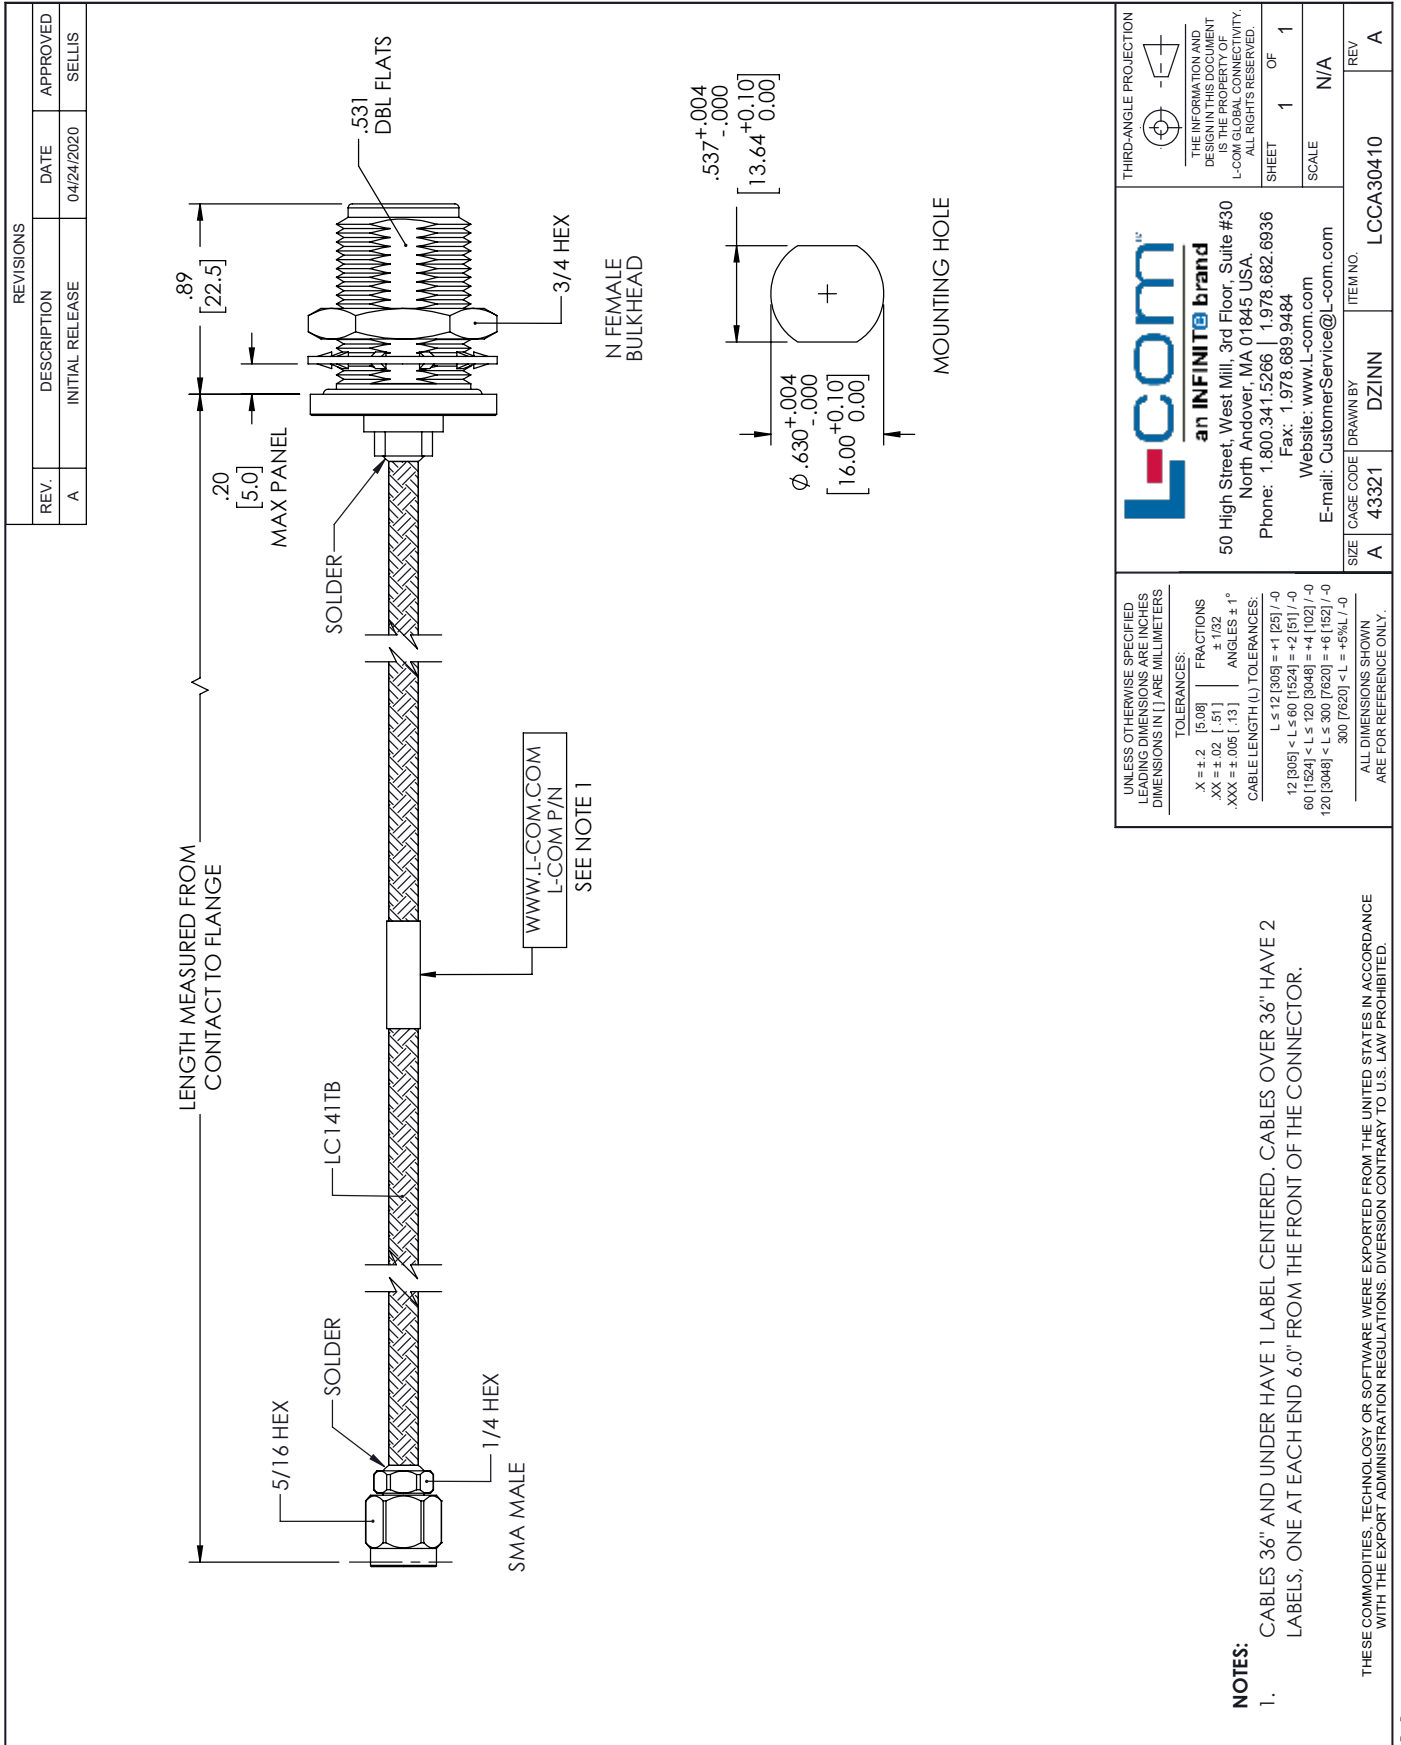 REVISIONS
REV. DESCRIPTION DATE APPROVED
A INITIAL RELEASE 04/24/2020 SELLIS
LENGTH MEASURED FROM
CONTACT TO FLANGE
.89
[22.5]
.20
[5.0]
MAX PANEL
5/16 HEX
SOLDER
LC141TB
SOLDER
.531
DBL FLATS
1/4 HEX
SMA MALE
WWW.L-COM.COM
L-COM P/N
SEE NOTE 1
3/4 HEX
N FEMALE
BULKHEAD
.537 +.004
-.000
[13.64 +0.10]
0.00]
Ø .630 +.004
-.000
[16.00 +0.10]
0.00]
MOUNTING HOLE
NOTES:
1. CABLES 36" AND UNDER HAVE 1 LABEL CENTERED. CABLES OVER 36" HAVE 2
LABELS, ONE AT EACH END 6.0" FROM THE FRONT OF THE CONNECTOR.
THESE COMMODITIES, TECHNOLOGY OR SOFTWARE WERE EXPORTED FROM THE UNITED STATES IN ACCORDANCE
WITH THE EXPORT ADMINISTRATION REGULATIONS. DIVERSION CONTRARY TO U.S. LAW PROHIBITED.
UNLESS OTHERWISE SPECIFIED
LEADING DIMENSIONS ARE INCHES
DIMENSIONS IN [ ] ARE MILLIMETERS
TOLERANCES:
.X = ± .2 [5.08] FRACTIONS
.XX = ± .02 [ .51 ] ± 1/32
.XXX = ± .005 [ .13 ] ANGLES ± 1°
CABLE LENGTH (L) TOLERANCES:
L ≤ 12 [305] = +1 [25] / -0
12 [305] < L ≤ 60 [1524] = +2 [51] / -0
60 [1524] < L ≤ 120 [3048] = +4 [102] / -0
120 [3048] < L ≤ 300 [7620] = +6 [152] / -0
300 [7620] < L = +5%L / -0
ALL DIMENSIONS SHOWN
ARE FOR REFERENCE ONLY.
L-com
an INFINIT® brand
50 High Street, West Mill, 3rd Floor, Suite #30
North Andover, MA 01845 USA.
Phone: 1.800.341.5266 | 1.978.682.6936
Fax: 1.978.689.9484
Website: www.L-com.com
E-mail: CustomerService@L-com.com
THIRD-ANGLE PROJECTION
THE INFORMATION AND
DESIGN IN THIS DOCUMENT
IS THE PROPERTY OF
L-COM GLOBAL CONNECTIVITY.
ALL RIGHTS RESERVED.
SHEET 1 OF 1
SCALE N/A
SIZE A
CAGE CODE 43321
DRAWN BY DZINN
ITEM NO. LCCA30410
REV A